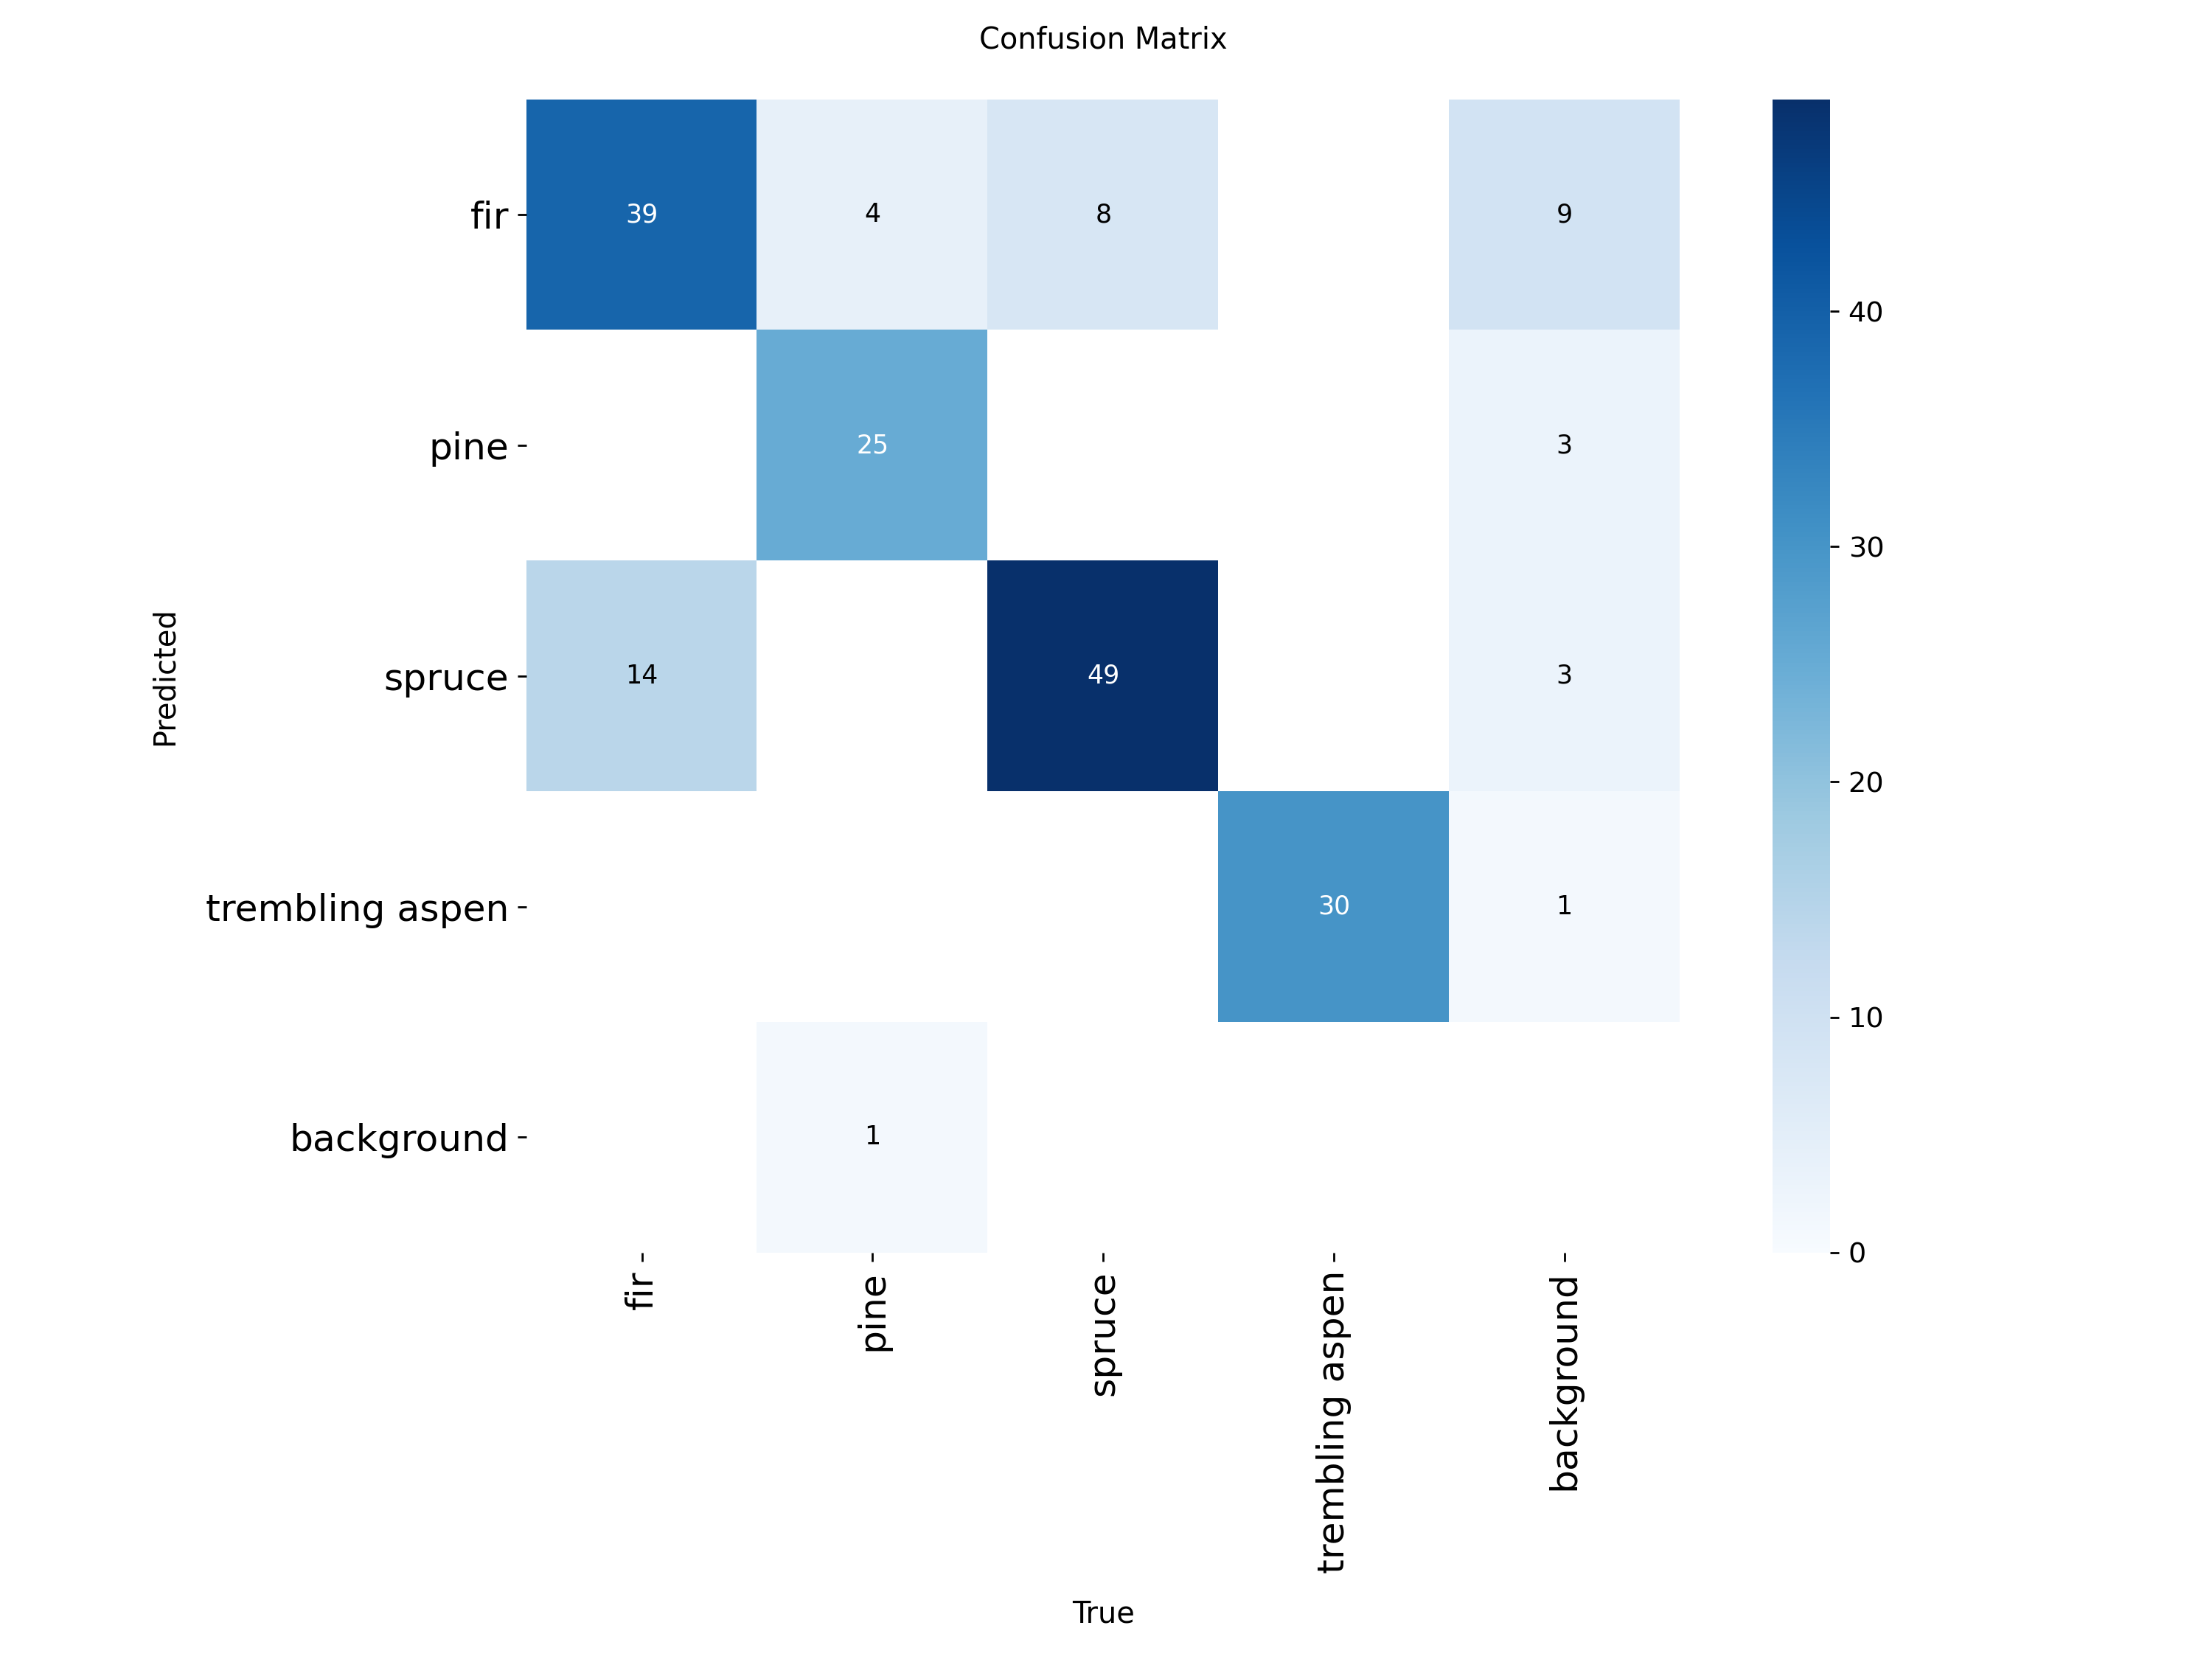 Confusion Matrix
fir
39
4
8
9
pine
25
3
spruce
14
49
3
trembling aspen
30
1
background
1
fir
pine
spruce
trembling aspen
background
Predicted
True
40
30
20
10
0